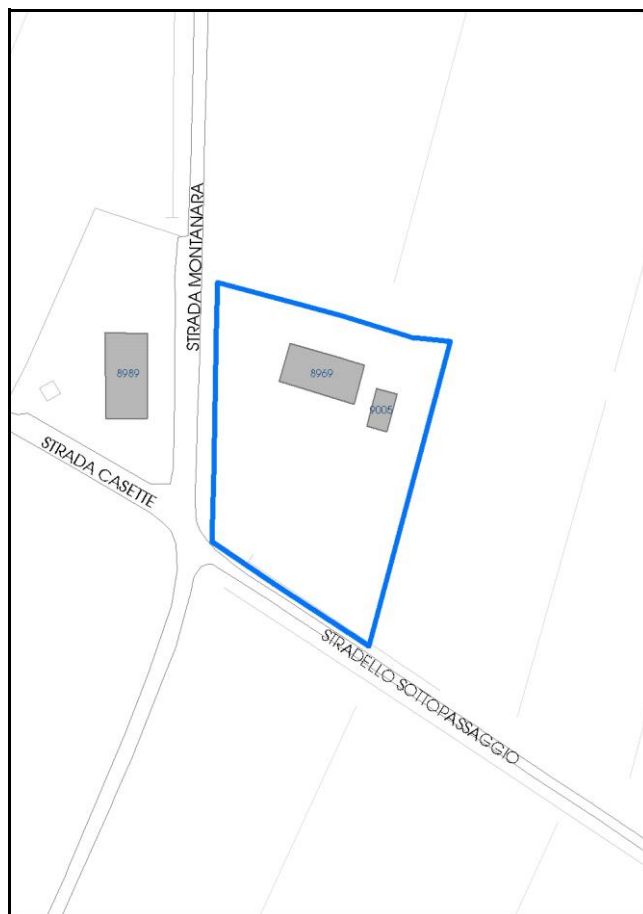 STRADA MONTANARA
8989
8969
9005
STRADA CASETTE
STRADELLO SOTTOPASSAGGIO